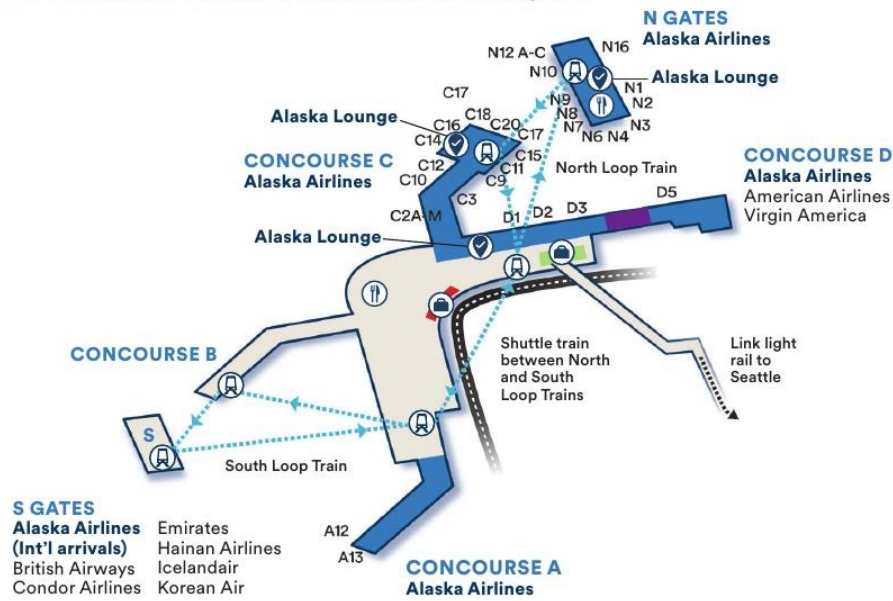 N GATES
Alaska Airlines
N12 A-C
N16
N10
Alaska Lounge
N1
N2
N3
N9
N8
N7
N6 N4
C17
Alaska Lounge
C18
C16
C20
C14
C17
C15
C12
C11
C10
C9
C3
C2A-M
CONCOURSE C
Alaska Airlines
North Loop Train
CONCOURSE D
Alaska Airlines
American Airlines
Virgin America
D5
D3
D2
D1
Alaska Lounge
CONCOURSE B
Shuttle train
between North
and South
Loop Trains
Link light
rail to
Seattle
S
South Loop Train
S GATES
Alaska Airlines
(Int'l arrivals)
British Airways
Condor Airlines
Emirates
Hainan Airlines
Icelandair
Korean Air
A12
A13
CONCOURSE A
Alaska Airlines